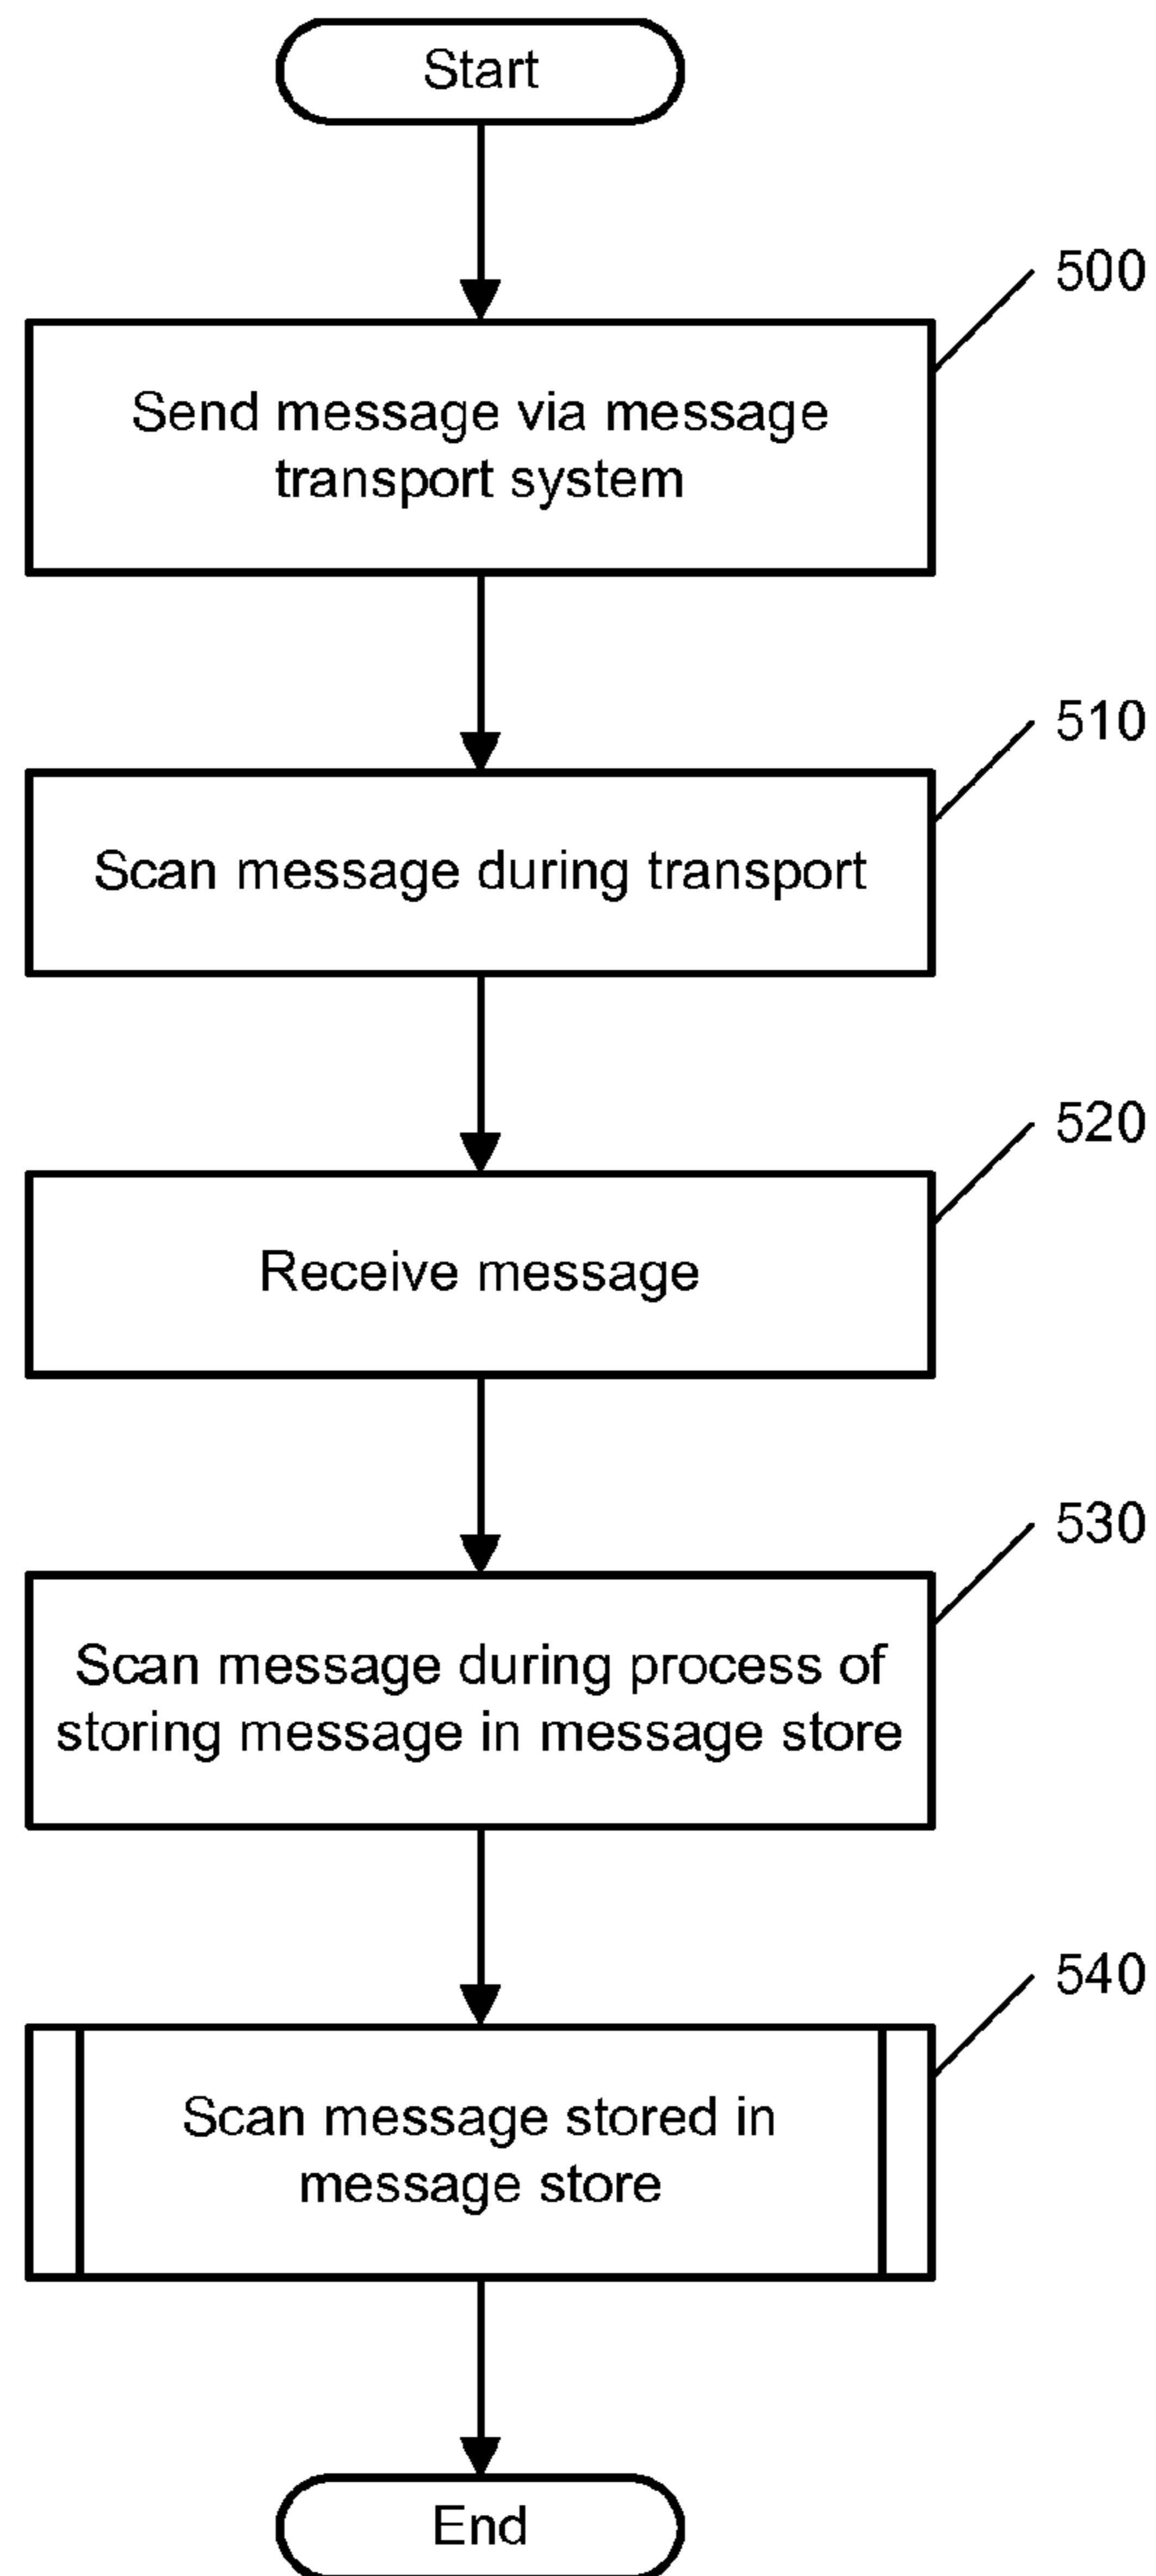 Start
500
Send message via message
transport system
510
Scan message during transport
520
Receive message
530
Scan message during process of
storing message in message store
540
Scan message stored in
message store
End